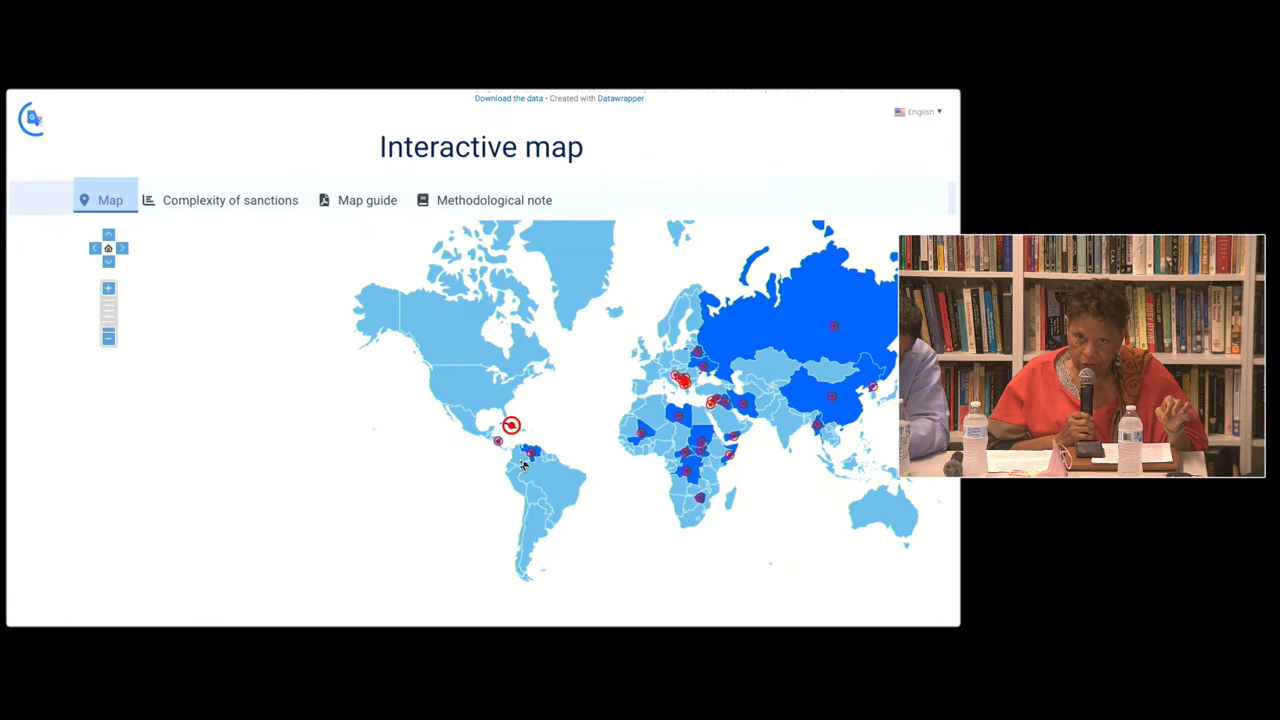 Download the data • Created with Datawrapper
English
Interactive map
Map
Complexity of sanctions
Map guide
Methodological note